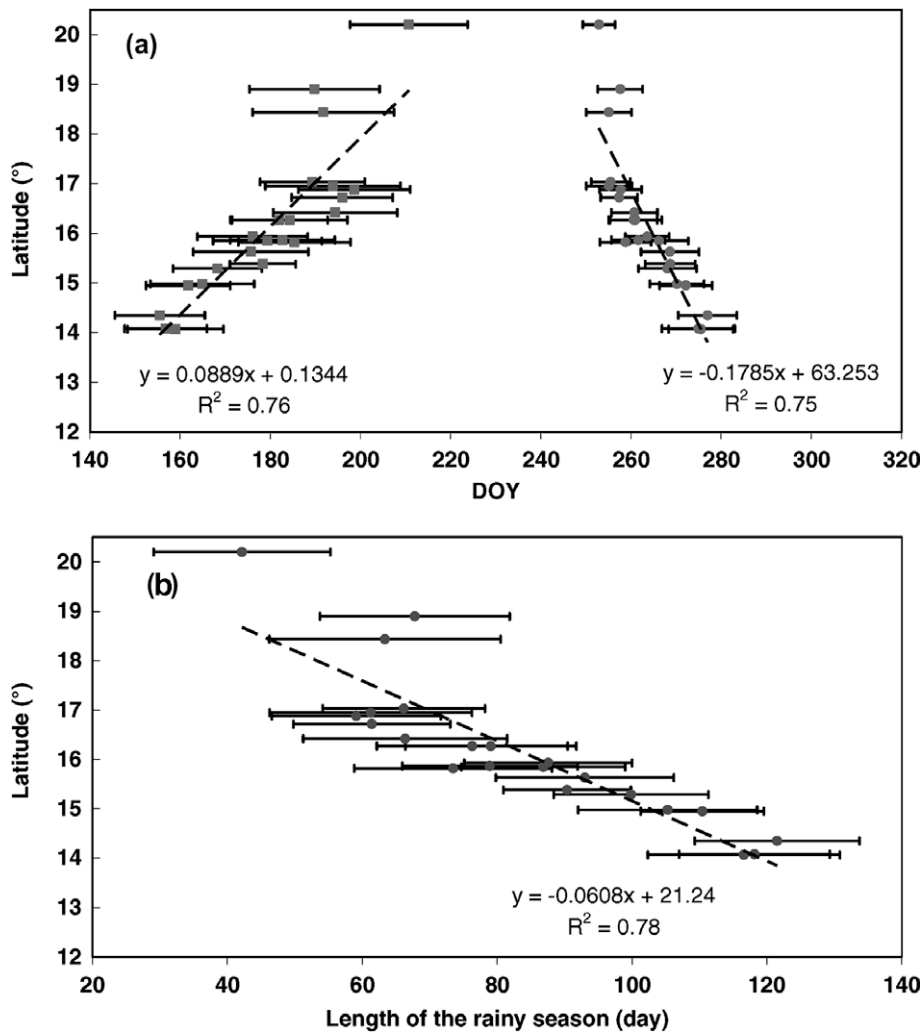 (a)
20
19
18
17
16
15
14
13
12
Latitude (°)
y = 0.0889x + 0.1344
R² = 0.76
y = -0.1785x + 63.253
R² = 0.75
140 160 180 200 220 240 260 280 300 320
DOY
(b)
20
19
18
17
16
15
14
13
12
Latitude (°)
y = -0.0608x + 21.24
R² = 0.78
20 40 60 80 100 120 140
Length of the rainy season (day)